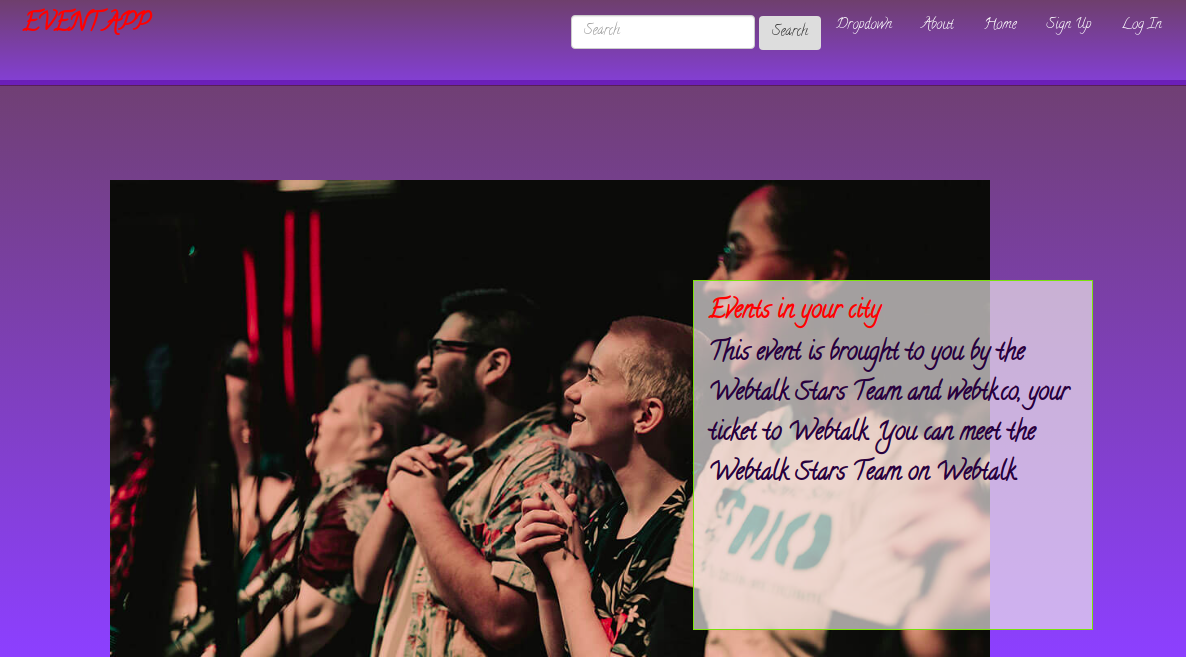 EVENT APP
Search Search Dropdown About Home Sign Up Log In
Events in your city
This event is brought to you by the
Webtalk Stars Team and webtk.co, your
ticket to Webtalk. You can meet the
Webtalk Stars Team on Webtalk